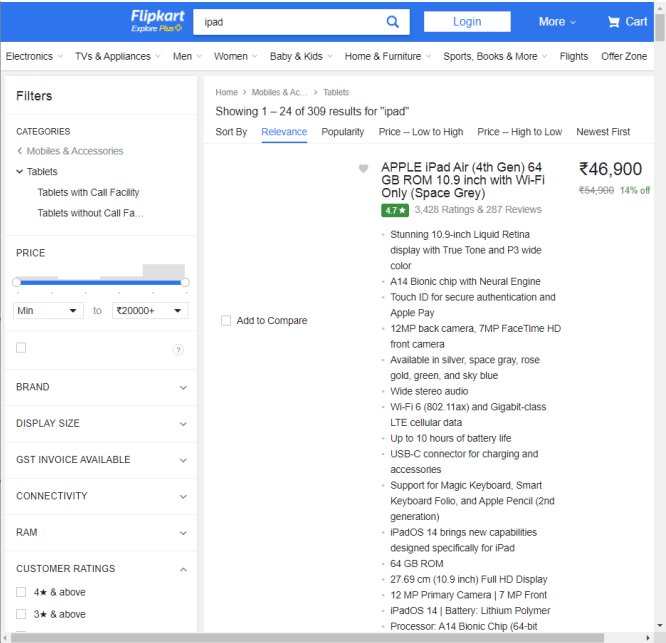 Flipkart
Explore Plus
ipad
Login
More
Cart
Electronics
TVs & Appliances
Men
Women
Baby & Kids
Home & Furniture
Sports, Books & More
Flights
Offer Zone
Filters
CATEGORIES
Mobiles & Accessories
Tablets
Tablets with Call Facility
Tablets without Call Fa...
PRICE
Min
to
₹20000+
?
BRAND
DISPLAY SIZE
GST INVOICE AVAILABLE
CONNECTIVITY
RAM
CUSTOMER RATINGS
4★ & above
3★ & above
Home > Mobiles & Ac... > Tablets
Showing 1 – 24 of 309 results for "ipad"
Sort By Relevance Popularity Price -- Low to High Price -- High to Low Newest First
Add to Compare
APPLE iPad Air (4th Gen) 64
GB ROM 10.9 inch with Wi-Fi
Only (Space Grey)
4.7★ 3,428 Ratings & 287 Reviews
Stunning 10.9-inch Liquid Retina
display with True Tone and P3 wide
color
A14 Bionic chip with Neural Engine
Touch ID for secure authentication and
Apple Pay
12MP back camera, 7MP FaceTime HD
front camera
Available in silver, space gray, rose
gold, green, and sky blue
Wide stereo audio
Wi-Fi 6 (802.11ax) and Gigabit-class
LTE cellular data
Up to 10 hours of battery life
USB-C connector for charging and
accessories
Support for Magic Keyboard, Smart
Keyboard Folio, and Apple Pencil (2nd
generation)
iPadOS 14 brings new capabilities
designed specifically for iPad
64 GB ROM
27.69 cm (10.9 inch) Full HD Display
12 MP Primary Camera | 7 MP Front
iPadOS 14 | Battery: Lithium Polymer
Processor: A14 Bionic Chip (64-bit
₹46,900
₹54,900 14% off